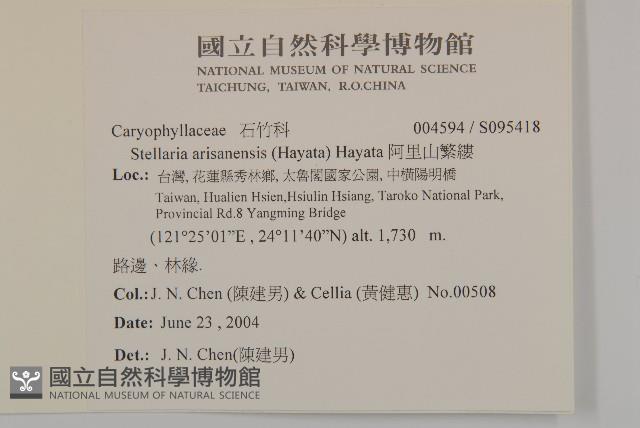 國立自然科學博物館
NATIONAL MUSEUM OF NATURAL SCIENCE
TAICHUNG, TAIWAN, R.O.CHINA
Caryophyllaceae 石竹科 004594 / S095418
Stellaria arisanensis (Hayata) Hayata 阿里山繁縷
Loc.: 台灣, 花蓮縣秀林鄉, 太魯閣國家公園, 中橫陽明橋
Taiwan, Hualien Hsien,Hsiulin Hsiang, Taroko National Park,
Provincial Rd.8 Yangming Bridge
(121°25'01”E , 24°11'40”N) alt. 1,730 m.
路邊、林緣.
Col.: J. N. Chen (陳建男) & Cellia (黃健惠) No.00508
Date: June 23 , 2004
Det.: J. N. Chen(陳建男)
國立自然科學博物館
NATIONAL MUSEUM OF NATURAL SCIENCE